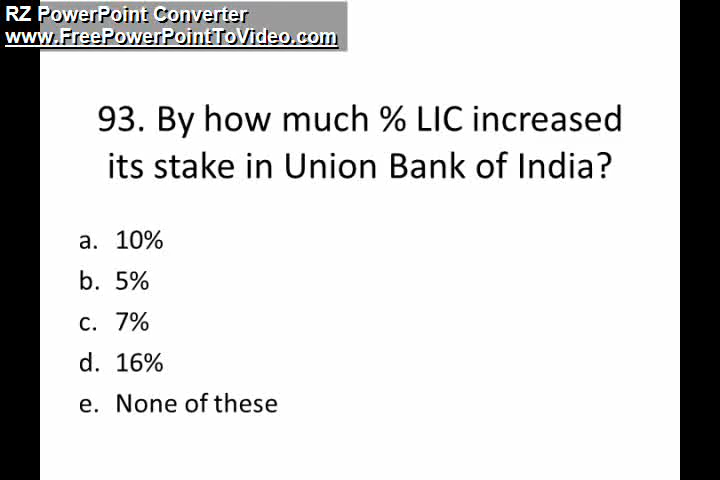 RZ PowerPoint Converter
www.FreePowerPointToVideo.com
93. By how much % LIC increased
its stake in Union Bank of India?
a. 10%
b. 5%
c. 7%
d. 16%
e. None of these